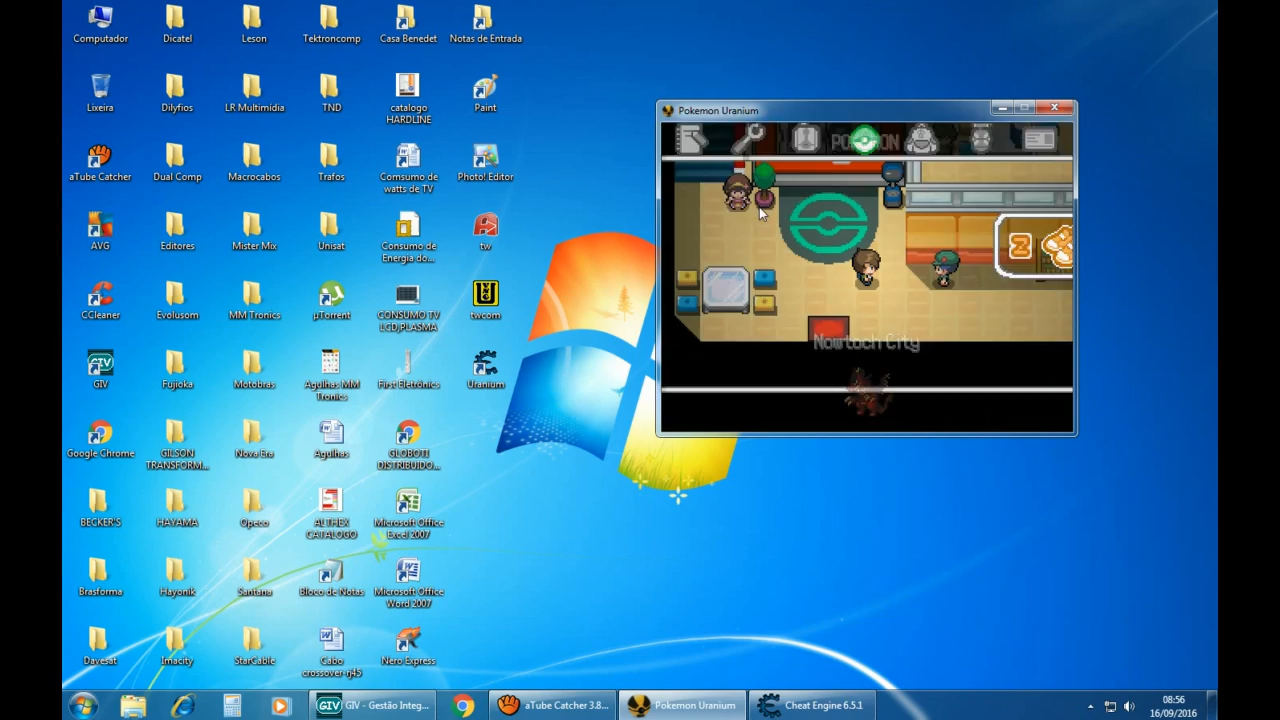 Computador
Dicatel
Leson
Tektroncomp
Casa Benedet
Notas de Entrada
Lixeira
Dilyfios
LR Multimídia
TND
catalogo
HARDLINE
Paint
aTube Catcher
Dual Comp
Macrocabos
Trafos
Comsumo de
watts de TV
Photo! Editor
AVG
Editores
Mister Mix
Unisat
Consumo de
Energia do...
tw
CCleaner
Evolusom
MM Tronics
µTorrent
CONSUMO TV
LCD,PLASMA
twcom
GIV
Fujioka
Motobras
Agulhas MM
Tronics
First Eletrônics
Uranium
Google Chrome
GILSON
TRANSFORM...
Nova Era
Agulhas
GLOBOTI
DISTRIBUIDO...
BECKER'S
HAYAMA
Opeco
ALTHEX
CATALOGO
Microsoft Office
Excel 2007
Brasforma
Hayonik
Santana
Bloco de Notas
Microsoft Office
Word 2007
Davesat
Imacity
StarCable
Cabo
crossover rj45
Nero Express
Pokemon Uranium
POKEMON
Z
Nowtoch City
GIV - Gestão Integ...
aTube Catcher 3.8...
Pokemon Uranium
Cheat Engine 6.5.1
08:56
16/09/2016